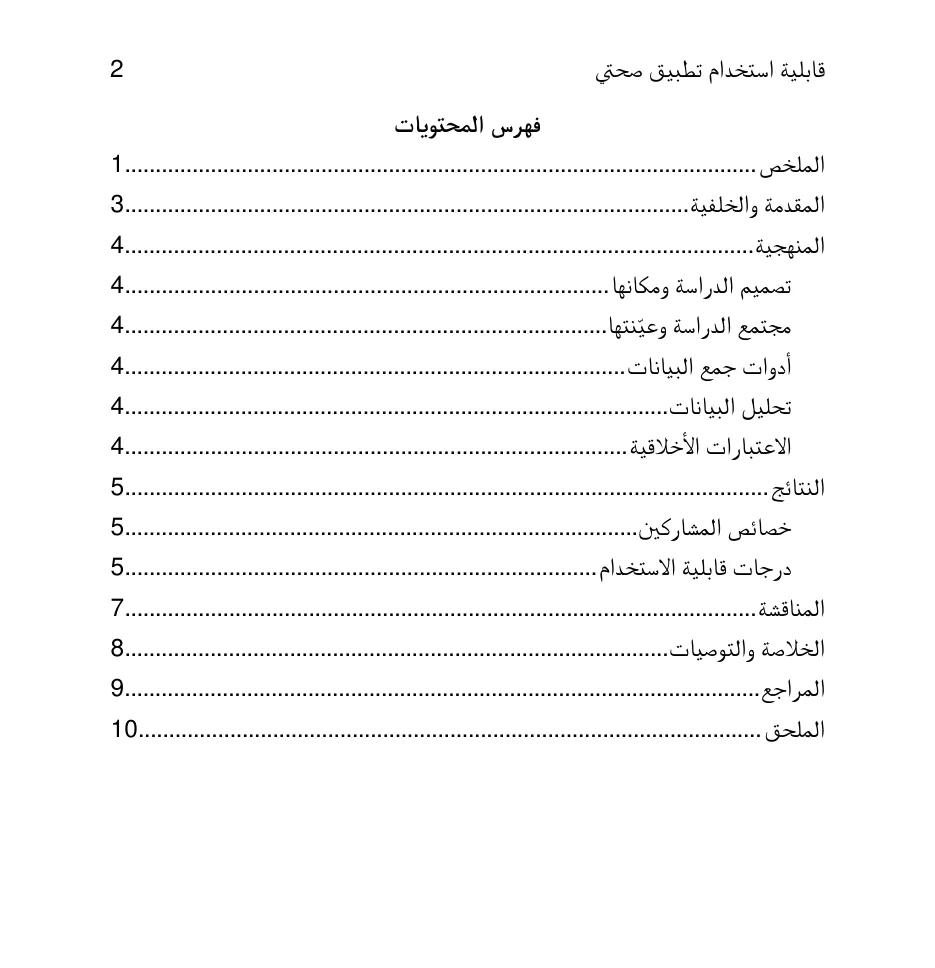 قابلية استخدام تطبيق صحتي 2
فهرس المحتويات
الملخص.......................................................................................................1
المقدمة والخلفية............................................................................................3
المنهجية......................................................................................................4
تصميم الدراسة ومكانها...............................................................................4
مجتمع الدراسة وعيّنتها...............................................................................4
أدوات جمع البيانات..................................................................................4
تحليل البيانات.........................................................................................4
الاعتبارات الأخلاقية..................................................................................4
النتائج.........................................................................................................5
خصائص المشاركين.................................................................................5
درجات قابلية الاستخدام.............................................................................5
المناقشة.......................................................................................................7
الخلاصة والتوصيات........................................................................................8
المراجع........................................................................................................9
الملحق......................................................................................................10